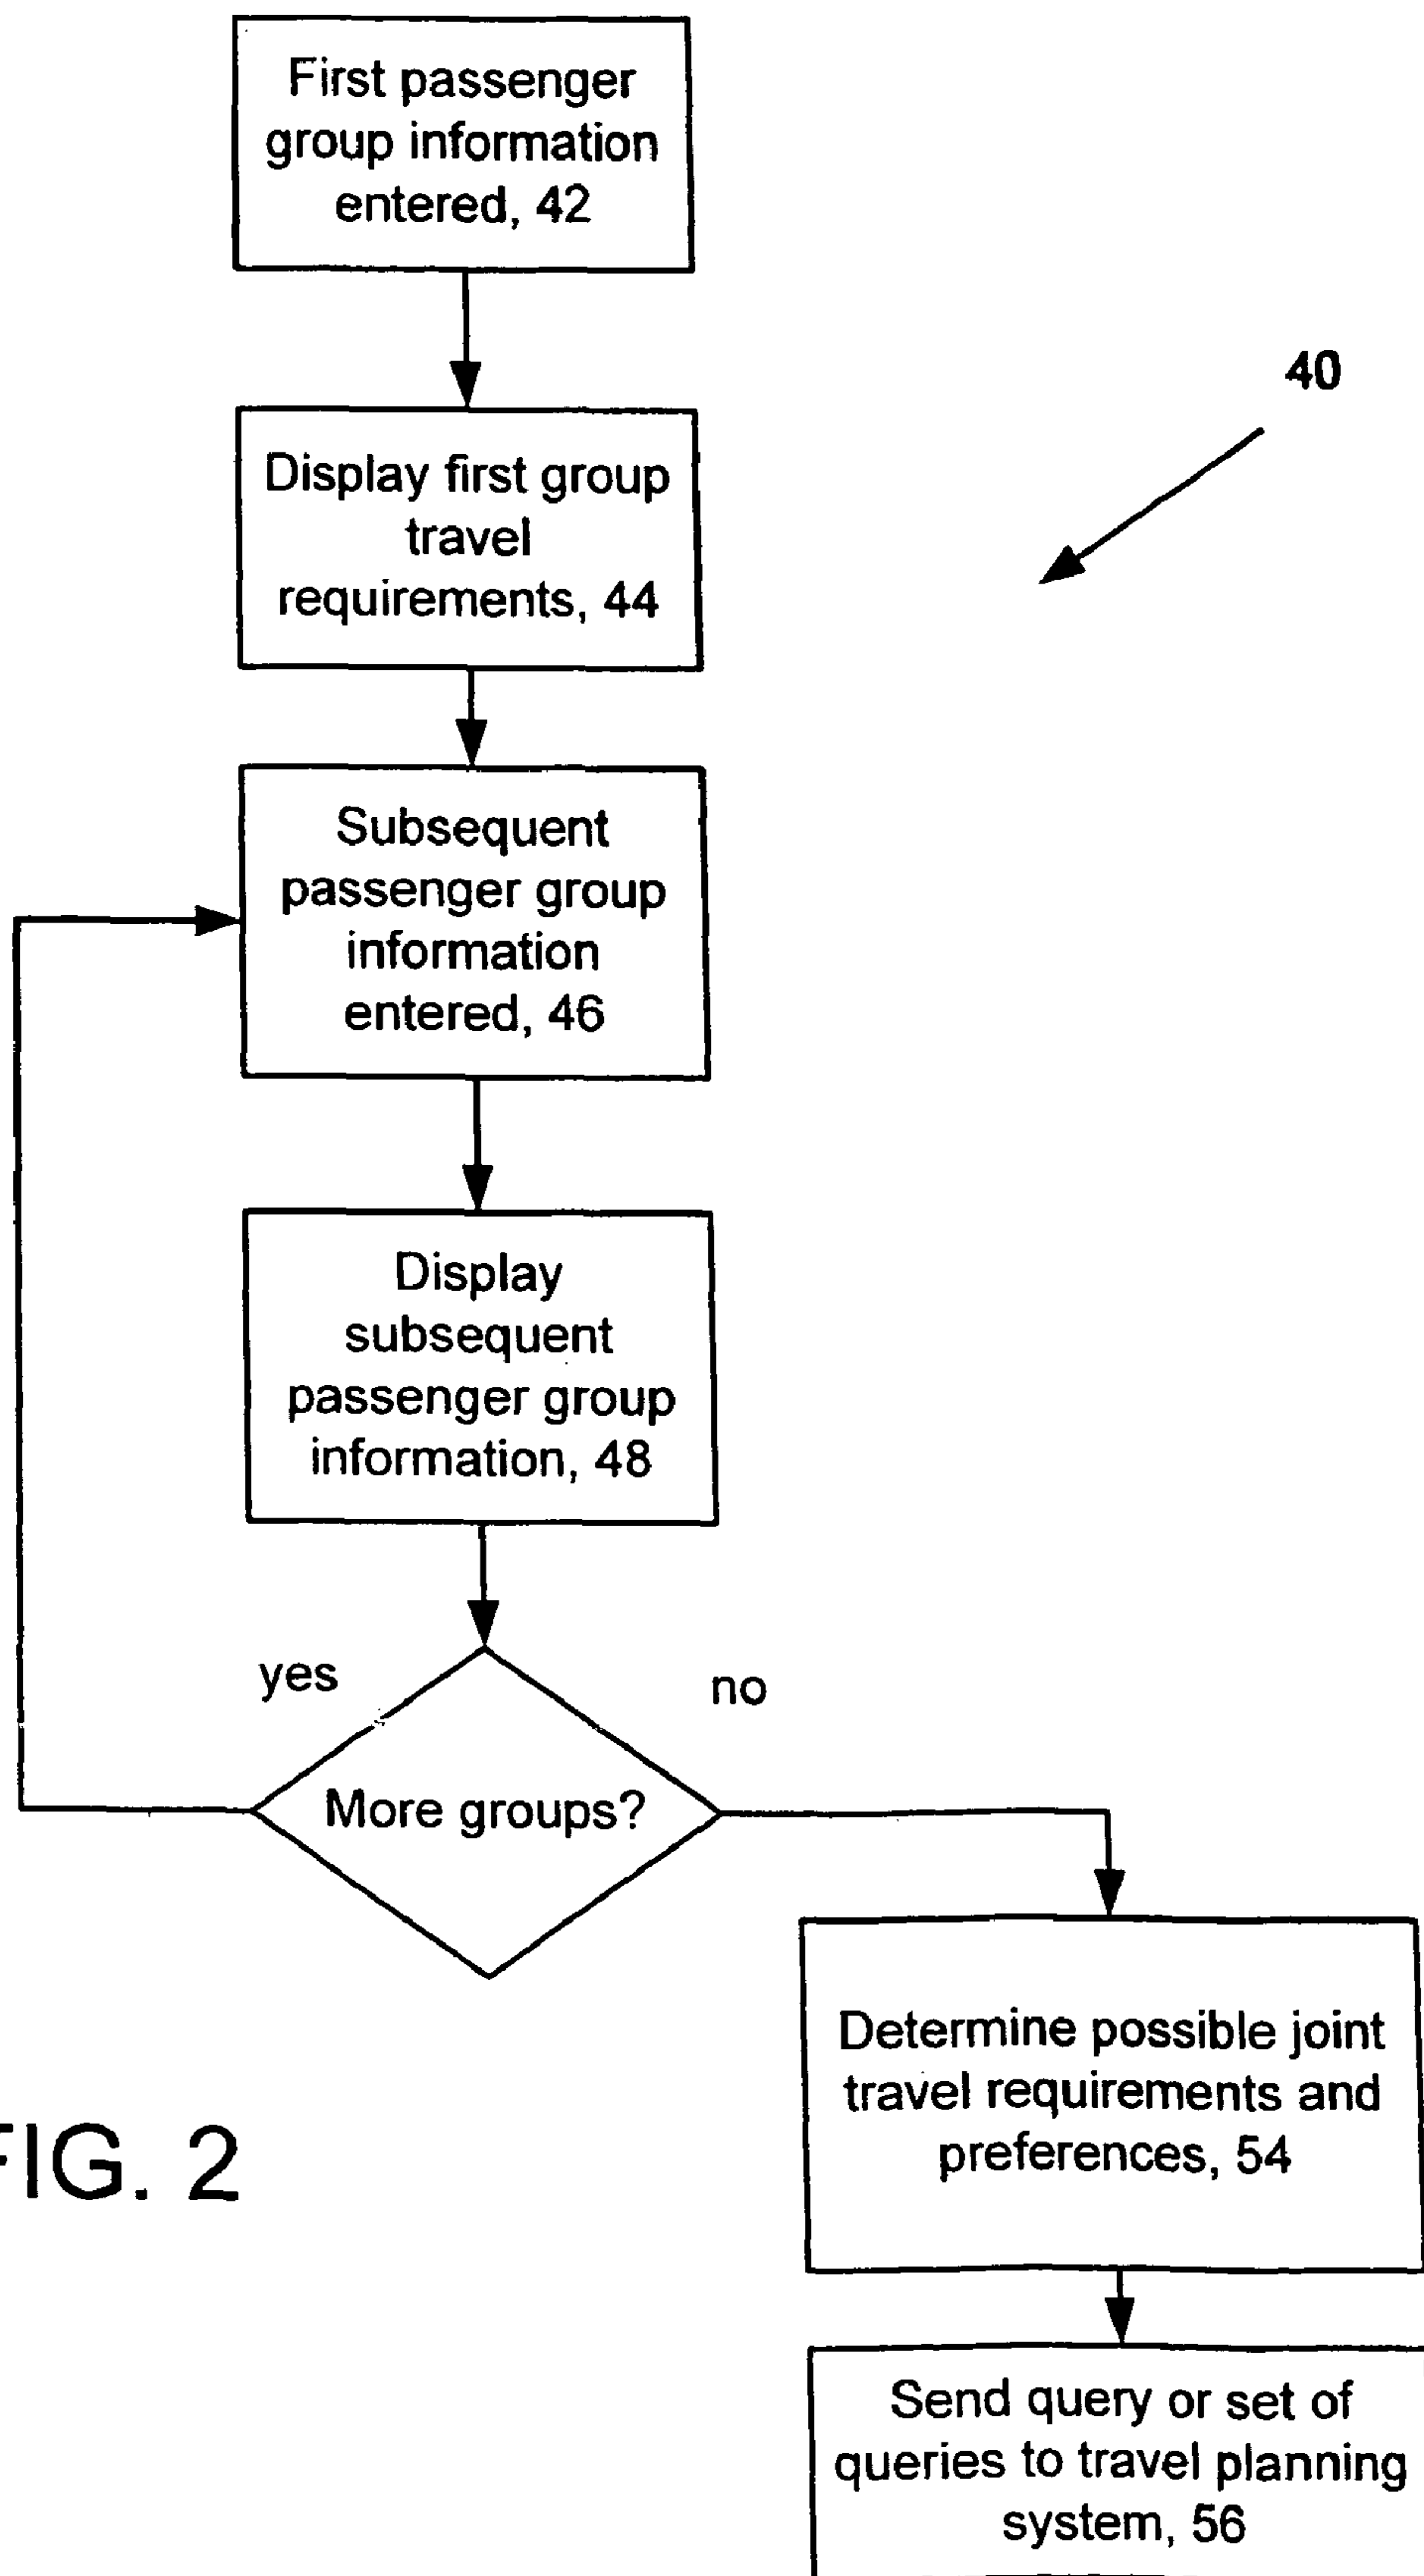 First passenger
group information
entered, 42
40
Display first group
travel
requirements, 44
Subsequent
passenger group
information
entered, 46
Display
subsequent
passenger group
information, 48
yes
no
More groups?
Determine possible joint
travel requirements and
preferences, 54
FIG. 2
Send query or set of
queries to travel planning
system, 56